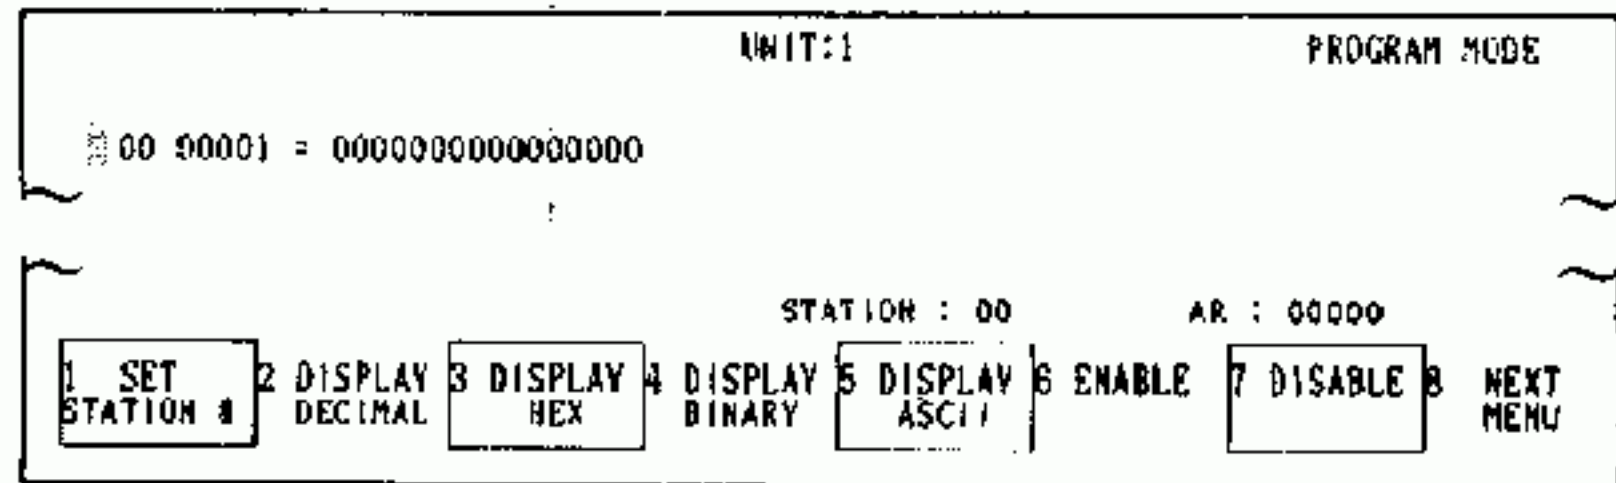 UNIT:1 PROGRAM MODE
00 00001 = 0000000000000000
STATION : 00 AR : 00000
1 SET 2 DISPLAY 3 DISPLAY 4 DISPLAY 5 DISPLAY 6 ENABLE 7 DISABLE 8 NEXT
STATION # DECIMAL HEX BINARY ASCII MENU